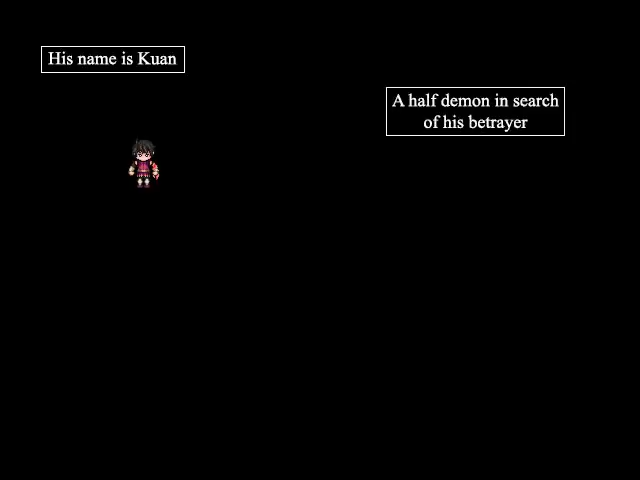 His name is Kuan
A half demon in search
of his betrayer